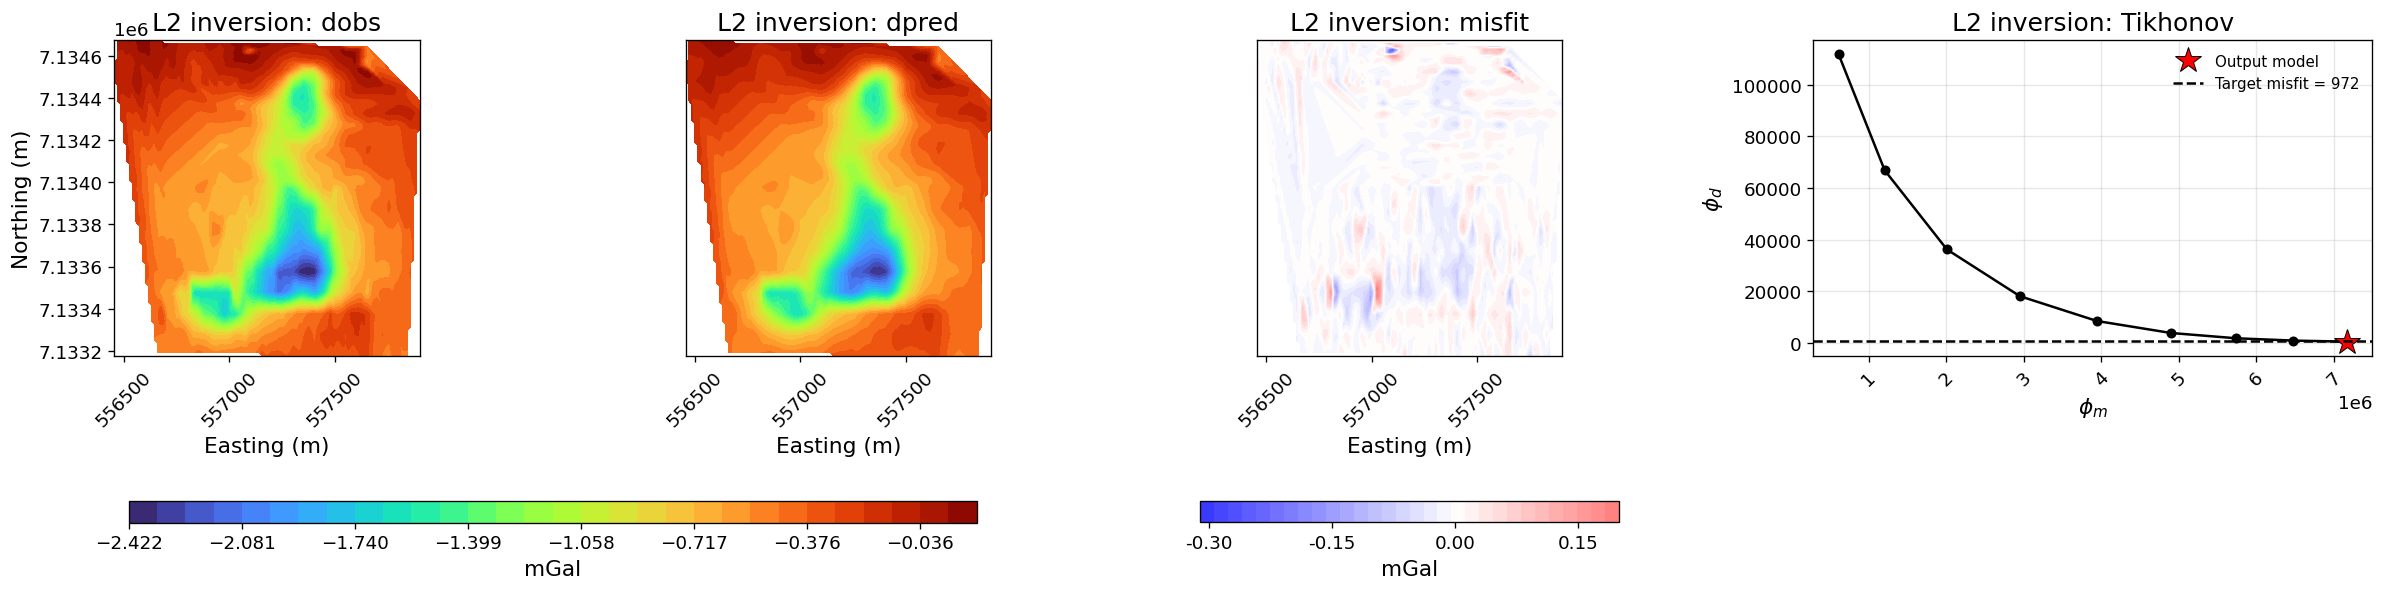 L2 inversion: dobs
1e6
Northing (m)
7.1346
7.1344
7.1342
7.1340
7.1338
7.1336
7.1334
7.1332
556500
557000
557500
Easting (m)
L2 inversion: dpred
556500
557000
557500
Easting (m)
−2.422
−2.081
−1.740
−1.399
−1.058
−0.717
−0.376
−0.036
mGal
L2 inversion: misfit
556500
557000
557500
Easting (m)
-0.30
-0.15
0.00
0.15
mGal
L2 inversion: Tikhonov
ϕd
100000
80000
60000
40000
20000
0
Output model
Target misfit = 972
1
2
3
4
5
6
7
1e6
ϕm